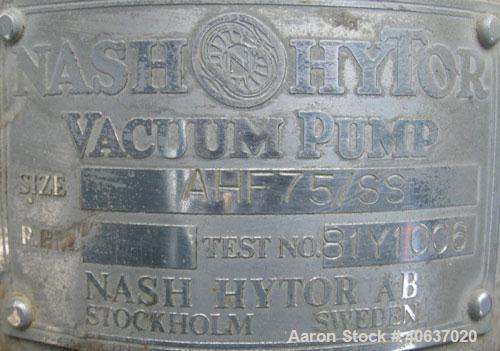 NASH N HYTOR
VACUUM PUMP
SIZE AHF75/SS
R.P.M. TEST NO. 81Y1006
NASH HYTOR AB
STOCKHOLM SWEDEN
Aaron Stock #40637020